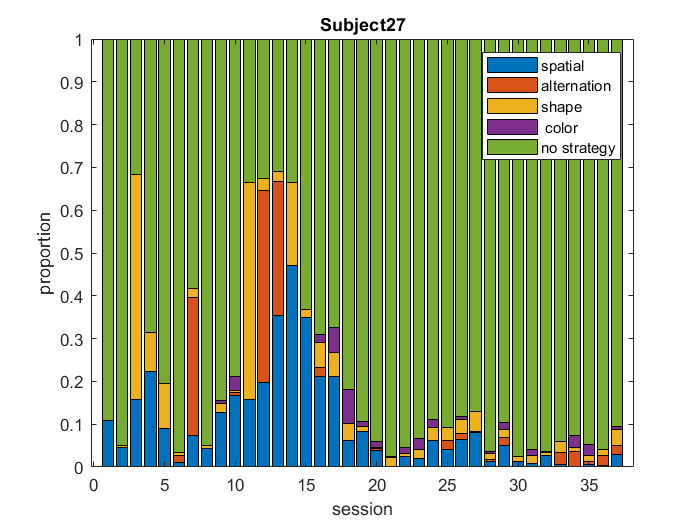 Subject27
1
0.9
0.8
0.7
0.6
0.5
0.4
0.3
0.2
0.1
0
proportion
spatial
alternation
shape
color
no strategy
0 5 10 15 20 25 30 35
session